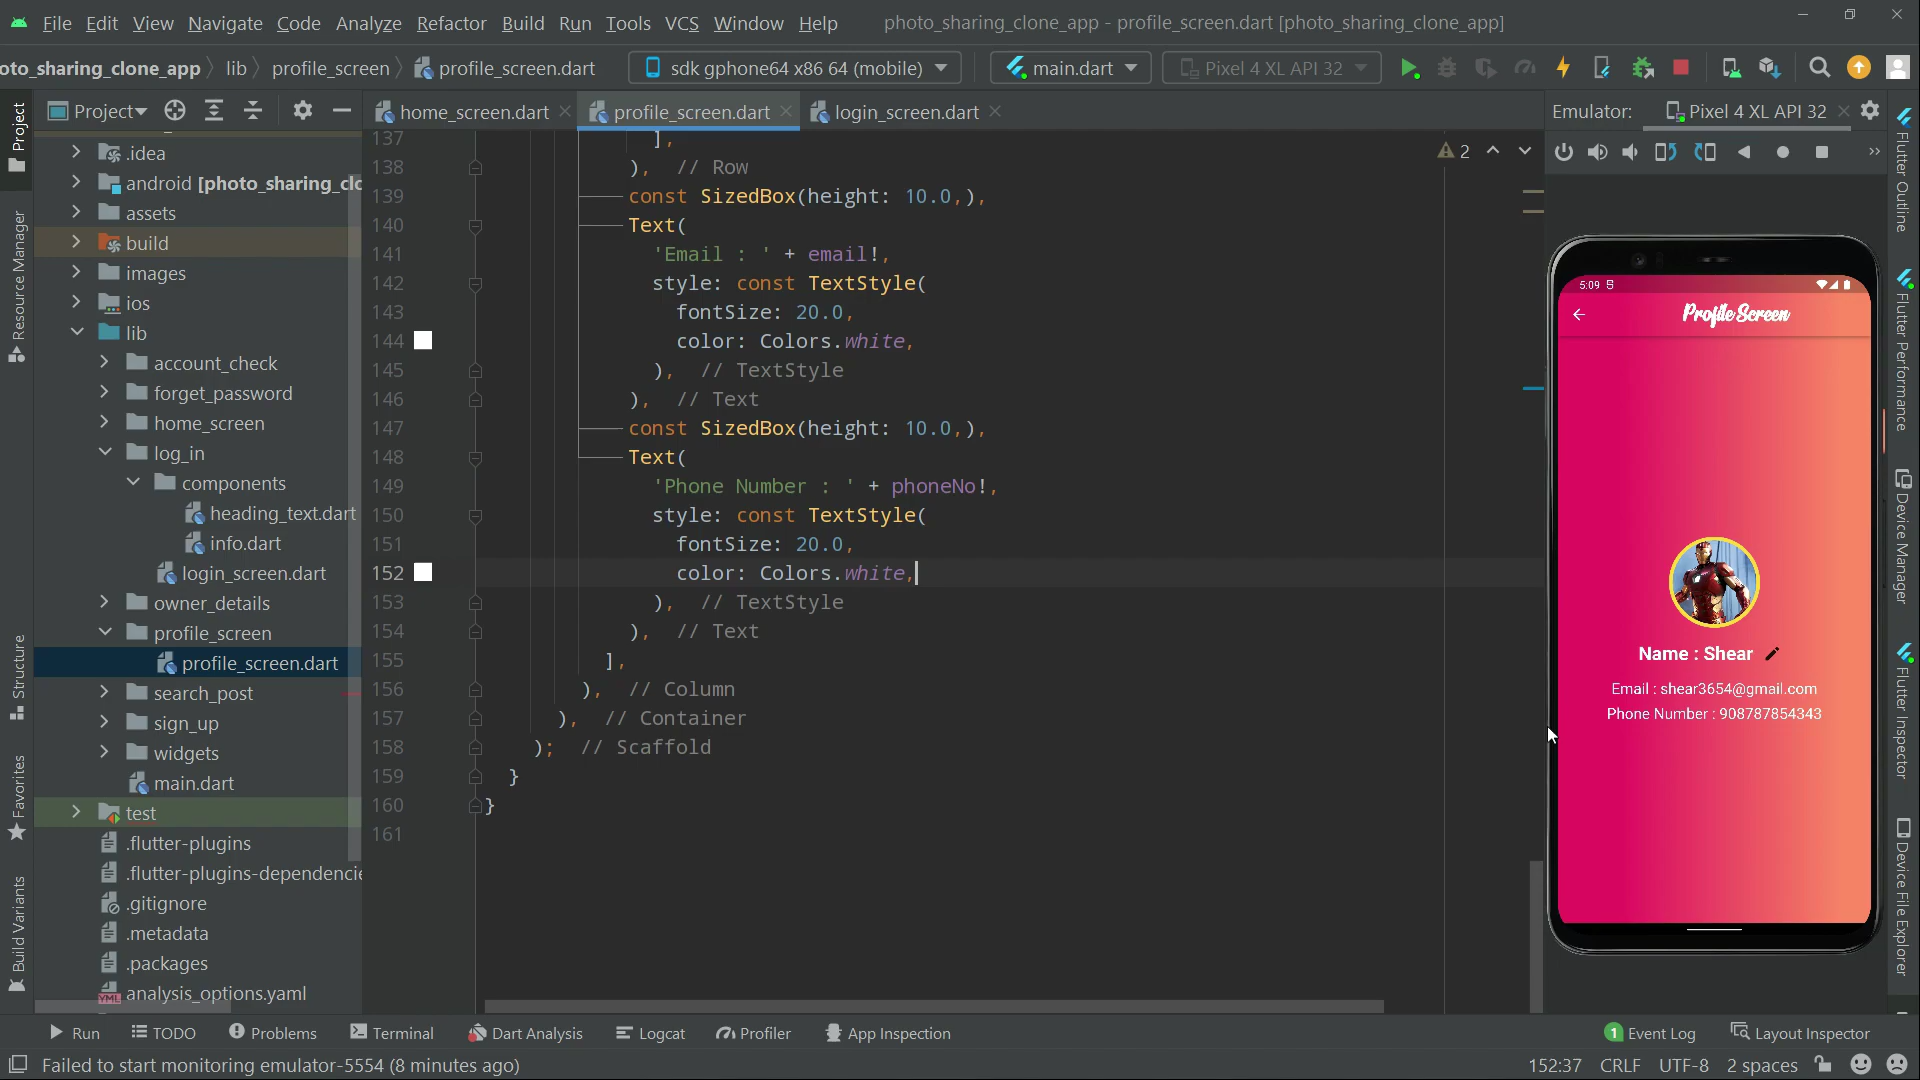 File Edit View Navigate Code Analyze Refactor Build Run Tools VCS Window Help photo_sharing_clone_app - profile_screen.dart [photo_sharing_clone_app]
oto_sharing_clone_app lib profile_screen profile_screen.dart sdk gphone64 x86 64 (mobile) main.dart Pixel 4 XL API 32
Project home_screen.dart profile_screen.dart login_screen.dart Emulator: Pixel 4 XL API 32
Project
Resource Manager
Structure
Favorites
Build Variants
.idea
android [photo_sharing_clo
assets
build
images
ios
lib
account_check
forget_password
home_screen
log_in
components
heading_text.dart
info.dart
login_screen.dart
owner_details
profile_screen
profile_screen.dart
search_post
sign_up
widgets
main.dart
test
.flutter-plugins
.flutter-plugins-dependencie
.gitignore
.metadata
.packages
analysis_options.yaml
2
137 ],
138 ), // Row
139 const SizedBox(height: 10.0,),
140 Text(
141 'Email : ' + email!,
142 style: const TextStyle(
143 fontSize: 20.0,
144 color: Colors.white,
145 ), // TextStyle
146 ), // Text
147 const SizedBox(height: 10.0,),
148 Text(
149 'Phone Number : ' + phoneNo!,
150 style: const TextStyle(
151 fontSize: 20.0,
152 color: Colors.white,
153 ), // TextStyle
154 ), // Text
155 ],
156 ), // Column
157 ), // Container
158 ); // Scaffold
159 }
160 }
161
5:09
Profile Screen
Name : Shear
Email : shear3654@gmail.com
Phone Number : 908787854343
Flutter Outline
Flutter Performance
Device Manager
Flutter Inspector
Device File Explorer
Run TODO Problems Terminal Dart Analysis Logcat Profiler App Inspection 1 Event Log Layout Inspector
Failed to start monitoring emulator-5554 (8 minutes ago) 152:37 CRLF UTF-8 2 spaces